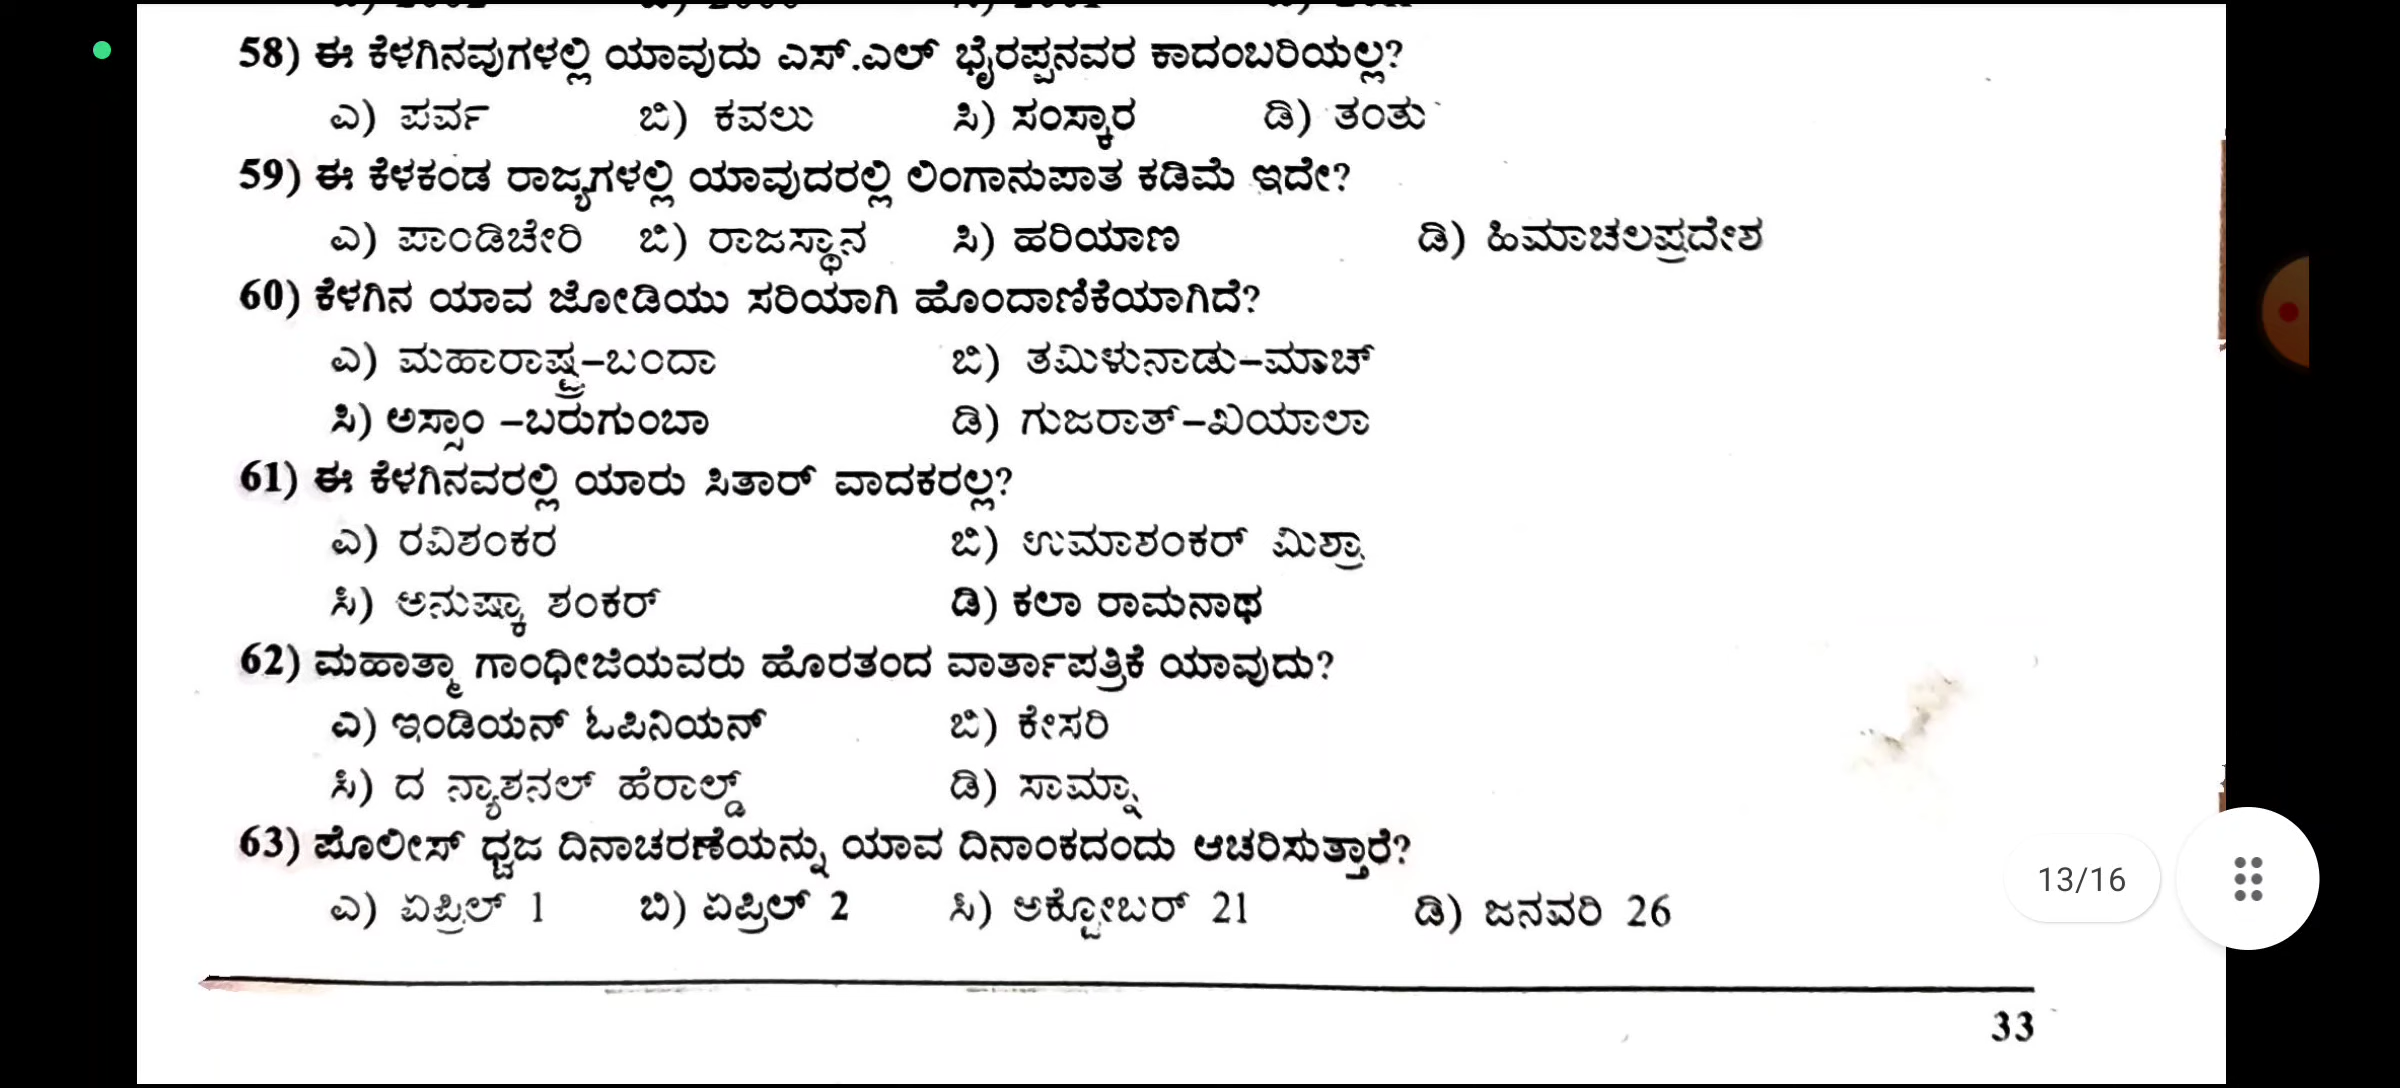 58) ಈ ಕೆಳಗಿನವುಗಳಲ್ಲಿ ಯಾವುದು ಎಸ್.ಎಲ್ ಭೈರಪ್ಪನವರ ಕಾದಂಬರಿಯಲ್ಲ?
ಎ) ಪರ್ವ ಬಿ) ಕವಲು ಸಿ) ಸಂಸ್ಕಾರ ಡಿ) ತಂತು
59) ಈ ಕೆಳಕಂಡ ರಾಜ್ಯಗಳಲ್ಲಿ ಯಾವುದರಲ್ಲಿ ಲಿಂಗಾನುಪಾತ ಕಡಿಮೆ ಇದೇ?
ಎ) ಪಾಂಡಿಚೇರಿ ಬಿ) ರಾಜಸ್ಥಾನ ಸಿ) ಹರಿಯಾಣ ಡಿ) ಹಿಮಾಚಲಪ್ರದೇಶ
60) ಕೆಳಗಿನ ಯಾವ ಜೋಡಿಯು ಸರಿಯಾಗಿ ಹೊಂದಾಣಿಕೆಯಾಗಿದೆ?
ಎ) ಮಹಾರಾಷ್ಟ್ರ–ಬಂದಾ ಬಿ) ತಮಿಳುನಾಡು–ಮಾಚ್
ಸಿ) ಅಸ್ಸಾಂ –ಬರುಗುಂಬಾ ಡಿ) ಗುಜರಾತ್–ಖಯಾಲಾ
61) ಈ ಕೆಳಗಿನವರಲ್ಲಿ ಯಾರು ಸಿತಾರ್ ವಾದಕರಲ್ಲ?
ಎ) ರವಿಶಂಕರ ಬಿ) ಉಮಾಶಂಕರ್ ಮಿಶ್ರಾ
ಸಿ) ಅನುಷ್ಕಾ ಶಂಕರ್ ಡಿ) ಕಲಾ ರಾಮನಾಥ
62) ಮಹಾತ್ಮಾ ಗಾಂಧೀಜಿಯವರು ಹೊರತಂದ ವಾರ್ತಾಪತ್ರಿಕೆ ಯಾವುದು?
ಎ) ಇಂಡಿಯನ್ ಓಪಿನಿಯನ್ ಬಿ) ಕೇಸರಿ
ಸಿ) ದ ನ್ಯಾಶನಲ್ ಹೆರಾಲ್ಡ್ ಡಿ) ಸಾಮ್ನಾ
63) ಪೊಲೀಸ್ ಧ್ವಜ ದಿನಾಚರಣೆಯನ್ನು ಯಾವ ದಿನಾಂಕದಂದು ಆಚರಿಸುತ್ತಾರೆ?
ಎ) ಏಪ್ರಿಲ್ 1 ಬಿ) ಏಪ್ರಿಲ್ 2 ಸಿ) ಅಕ್ಟೋಬರ್ 21 ಡಿ) ಜನವರಿ 26
13/16
33